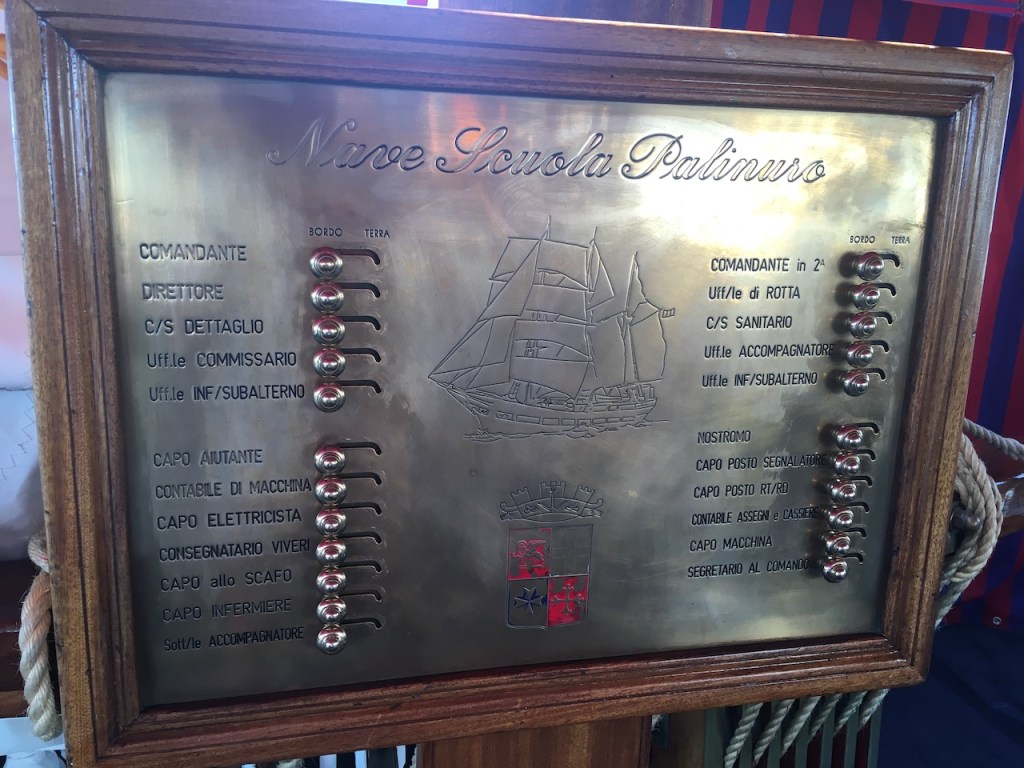 Nave Scuola Palinuro
BORDO TERRA
COMANDANTE
DIRETTORE
C/S DETTAGLIO
Uff.le COMMISSARIO
Uff.le INF/SUBALTERNO
CAPO AIUTANTE
CONTABILE DI MACCHINA
CAPO ELETTRICISTA
CONSEGNATARIO VIVERI
CAPO allo SCAFO
CAPO INFERMIERE
Sott/le ACCOMPAGNATORE
BORDO TERRA
COMANDANTE in 2ᴬ
Uff/le di ROTTA
C/S SANITARIO
Uff.le ACCOMPAGNATORE
Uff.le INF/SUBALTERNO
NOSTROMO
CAPO POSTO SEGNALATORE
CAPO POSTO RT/RD
CONTABILE ASSEGNI e CASSIERE
CAPO MACCHINA
SEGRETARIO AL COMANDO